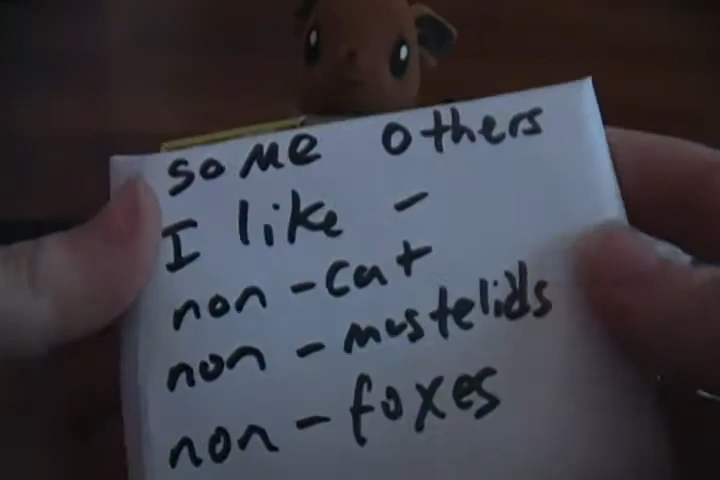 some others
I like -
non-cat
non-mustelids
non-foxes